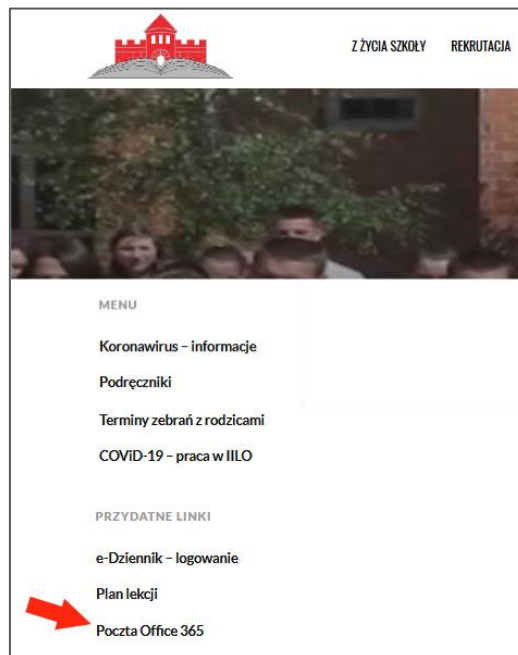 Z ŻYCIA SZKOŁY REKRUTACJA
MENU
Koronawirus – informacje
Podręczniki
Terminy zebrań z rodzicami
COViD-19 – praca w IILO
PRZYDATNE LINKI
e-Dziennik – logowanie
Plan lekcji
Poczta Office 365